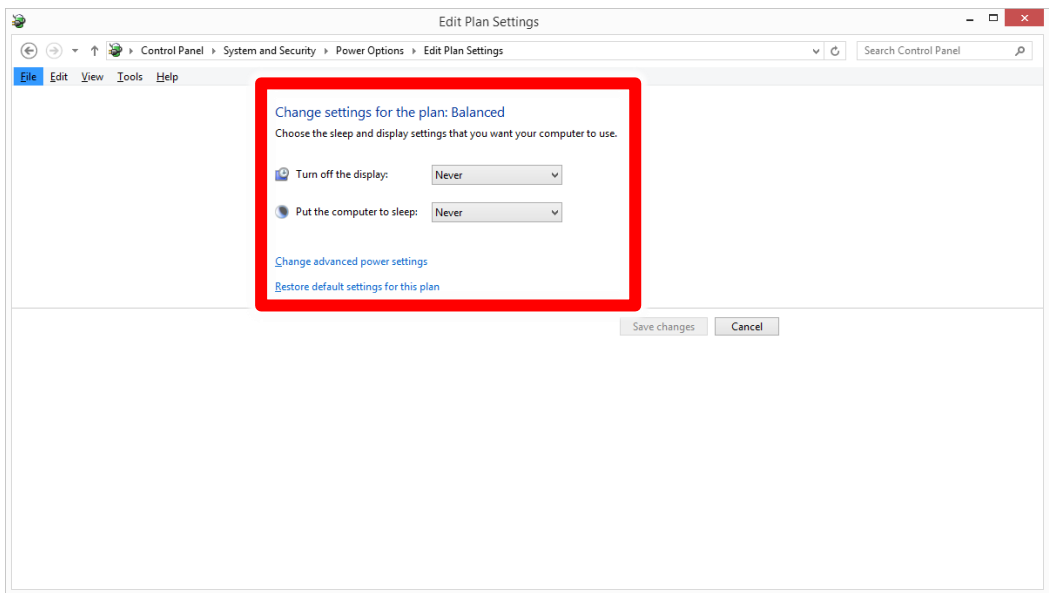 Edit Plan Settings
Control Panel System and Security Power Options Edit Plan Settings
Search Control Panel
File Edit View Tools Help
Change settings for the plan: Balanced
Choose the sleep and display settings that you want your computer to use.
Turn off the display: Never
Put the computer to sleep: Never
Change advanced power settings
Restore default settings for this plan
Save changes Cancel